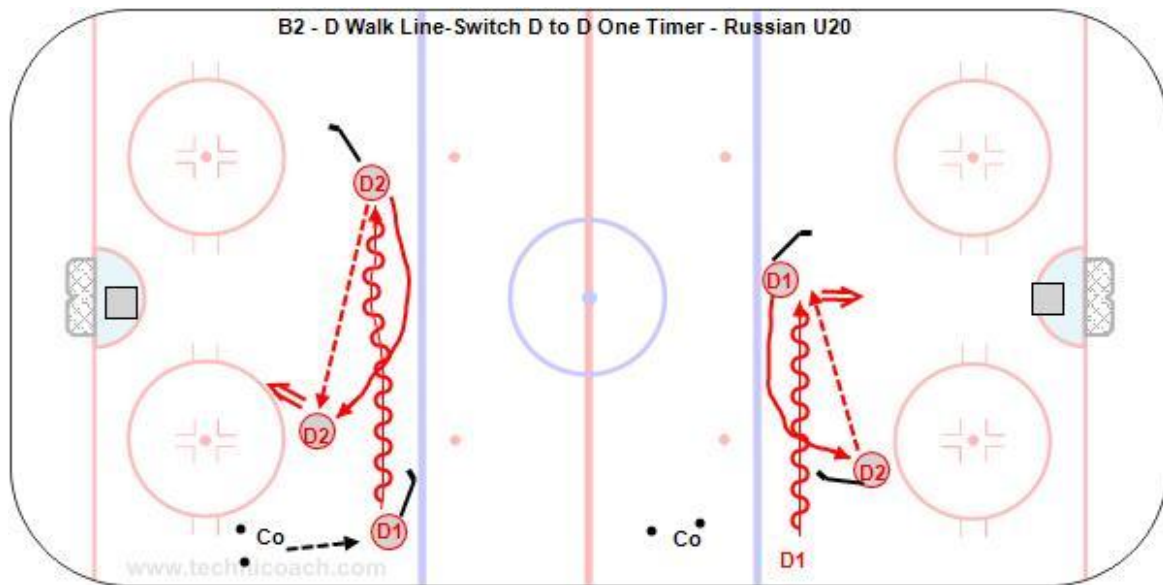 B2 - D Walk Line-Switch D to D One Timer - Russian U20
D2
D1
D2
D2
D1
Co
Co
D1
www.technicoach.com